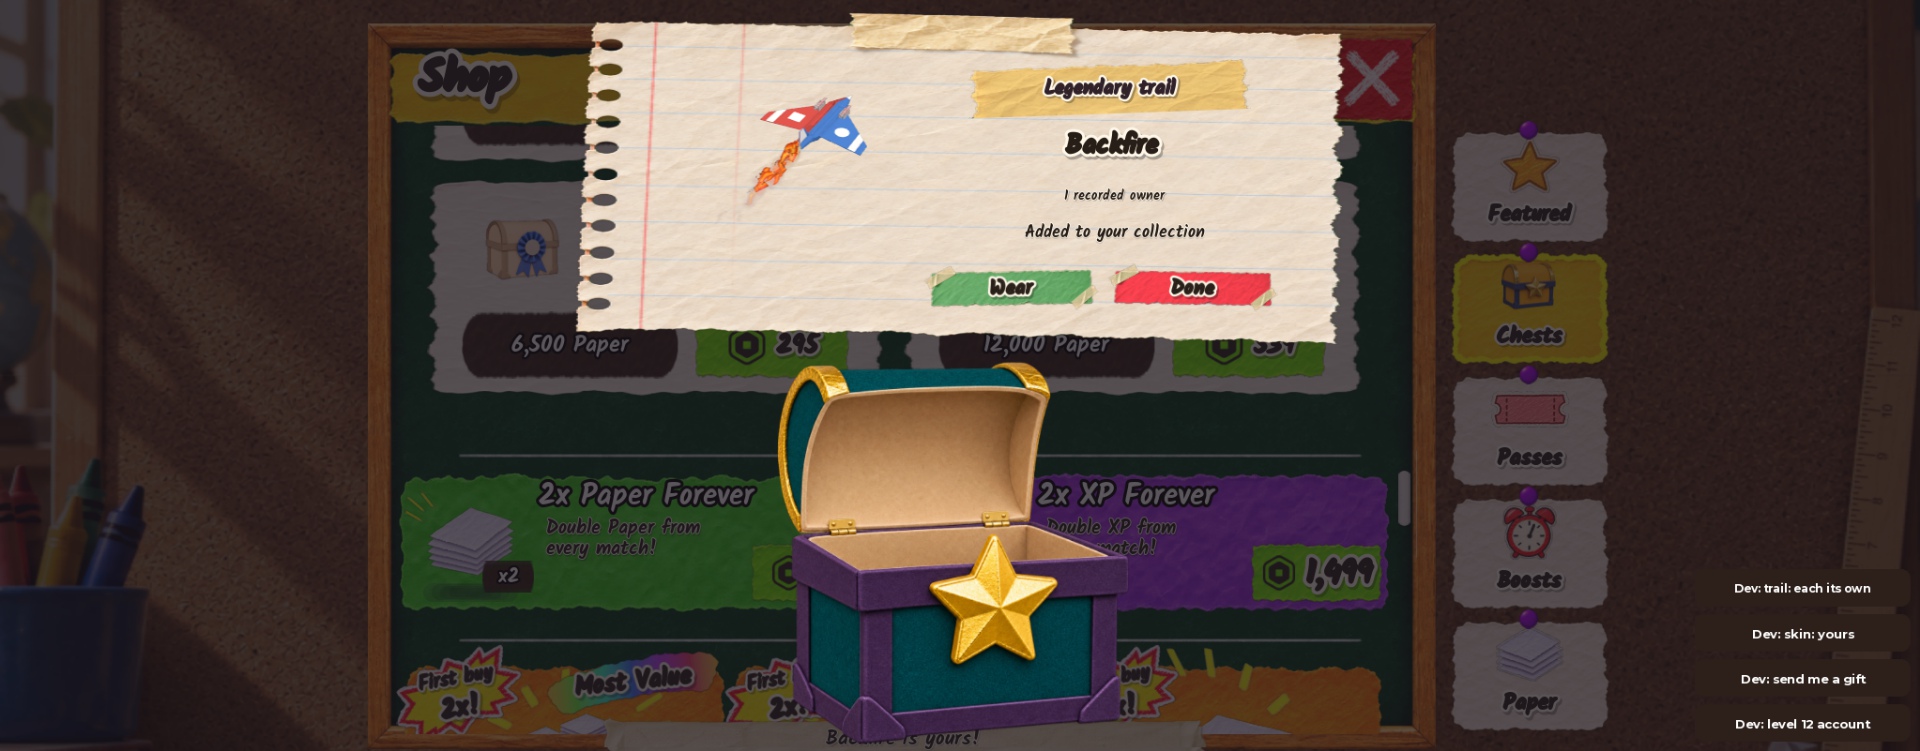 Shop
Legendary trail
Backfire
1 recorded owner
Added to your collection
Wear
Done
6,500 Paper
295
12,000 Paper
2x Paper Forever
Double Paper from
every match!
x2
2x XP Forever
Double XP from
match!
1,499
First buy
2x!
Most Value
First
Featured
Chests
Passes
Boosts
Paper
Dev: trail: each its own
Dev: skin: yours
Dev: send me a gift
Dev: level 12 account
is yours!